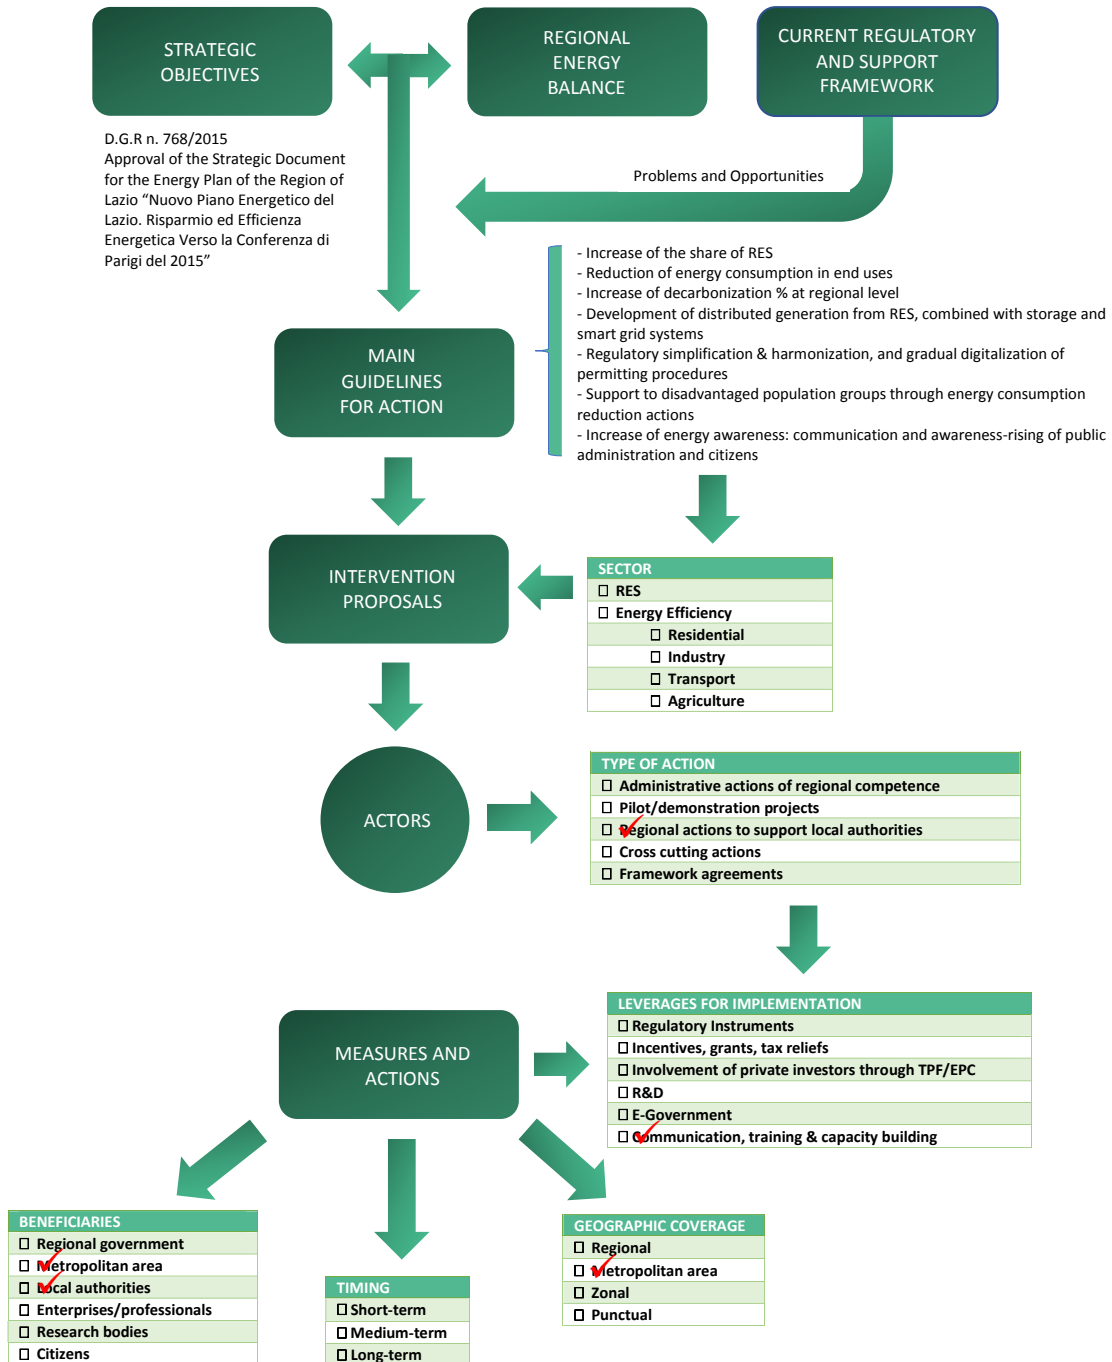 STRATEGIC
OBJECTIVES
REGIONAL
ENERGY
BALANCE
CURRENT REGULATORY
AND SUPPORT
FRAMEWORK
D.G.R n. 768/2015
Approval of the Strategic Document
for the Energy Plan of the Region of
Lazio “Nuovo Piano Energetico del
Lazio. Risparmio ed Efficienza
Energetica Verso la Conferenza di
Parigi del 2015”
Problems and Opportunities
- Increase of the share of RES
- Reduction of energy consumption in end uses
- Increase of decarbonization % at regional level
- Development of distributed generation from RES, combined with storage and
smart grid systems
- Regulatory simplification & harmonization, and gradual digitalization of
permitting procedures
- Support to disadvantaged population groups through energy consumption
reduction actions
- Increase of energy awareness: communication and awareness-rising of public
administration and citizens
MAIN
GUIDELINES
FOR ACTION
INTERVENTION
PROPOSALS
SECTOR
☐ RES
☐ Energy Efficiency
☐ Residential
☐ Industry
☐ Transport
☐ Agriculture
ACTORS
TYPE OF ACTION
☐ Administrative actions of regional competence
☐ Pilot/demonstration projects
☐ Regional actions to support local authorities
☐ Cross cutting actions
☐ Framework agreements
LEVERAGES FOR IMPLEMENTATION
☐ Regulatory Instruments
☐ Incentives, grants, tax reliefs
☐ Involvement of private investors through TPF/EPC
☐ R&D
☐ E-Government
☐ Communication, training & capacity building
MEASURES AND
ACTIONS
BENEFICIARIES
☐ Regional government
☐ Metropolitan area
☐ Local authorities
☐ Enterprises/professionals
☐ Research bodies
☐ Citizens
TIMING
☐ Short-term
☐ Medium-term
☐ Long-term
GEOGRAPHIC COVERAGE
☐ Regional
☐ Metropolitan area
☐ Zonal
☐ Punctual